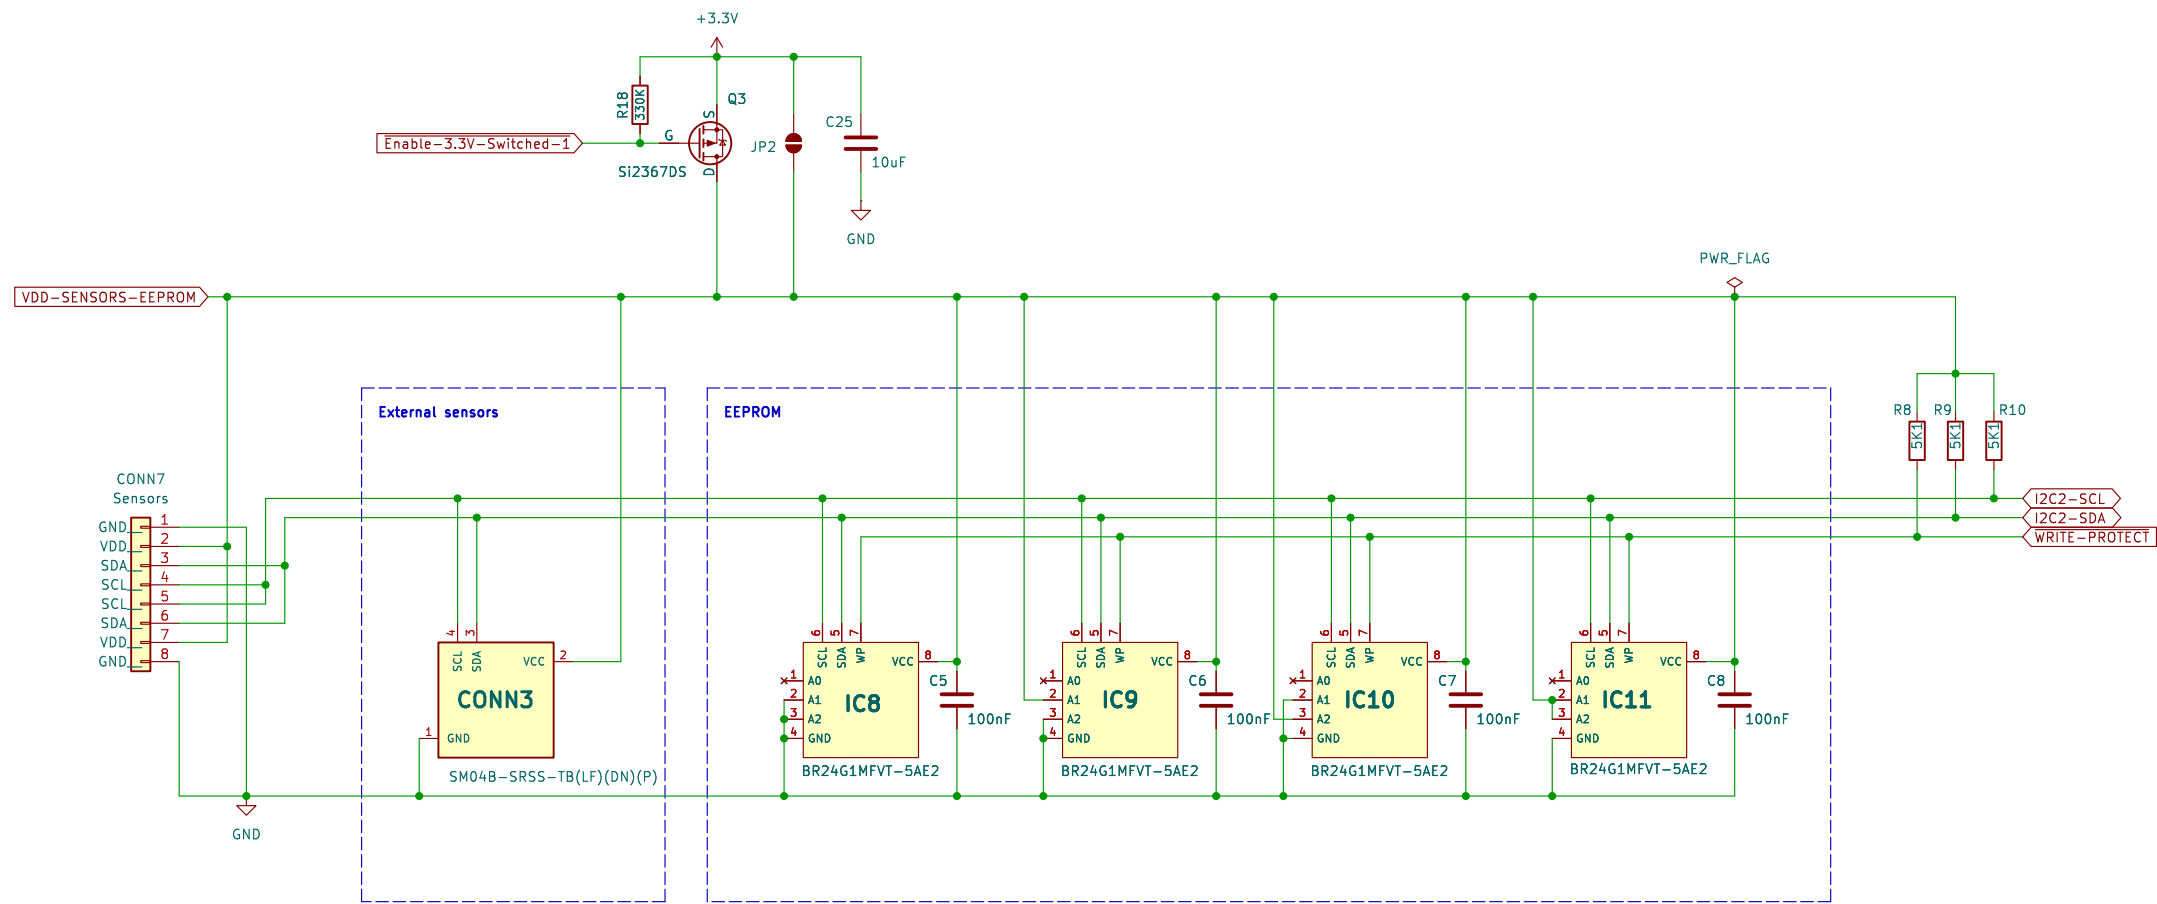 +3.3V
Q3
R18
330K
S
G
D
Enable-3.3V-Switched-1
Si2367DS
JP2
C25
10uF
GND
PWR_FLAG
VDD-SENSORS-EEPROM
External sensors
EEPROM
R8
5K1
R9
5K1
R10
5K1
CONN7
Sensors
I2C2-SCL
I2C2-SDA
WRITE-PROTECT
GND 1
VDD 2
SDA 3
SCL 4
SCL 5
SDA 6
VDD 7
GND 8
4 3
SCL SDA VCC 2
CONN3
1 GND
SM04B-SRSS-TB(LF)(DN)(P)
6 5 7
SCL SDA WP VCC 8
1 A0
2 A1
3 A2
4 GND
IC8
BR24G1MFVT-5AE2
C5
100nF
6 5 7
SCL SDA WP VCC 8
1 A0
2 A1
3 A2
4 GND
IC9
BR24G1MFVT-5AE2
C6
100nF
6 5 7
SCL SDA WP VCC 8
1 A0
2 A1
3 A2
4 GND
IC10
BR24G1MFVT-5AE2
C7
100nF
6 5 7
SCL SDA WP VCC 8
1 A0
2 A1
3 A2
4 GND
IC11
BR24G1MFVT-5AE2
C8
100nF
GND